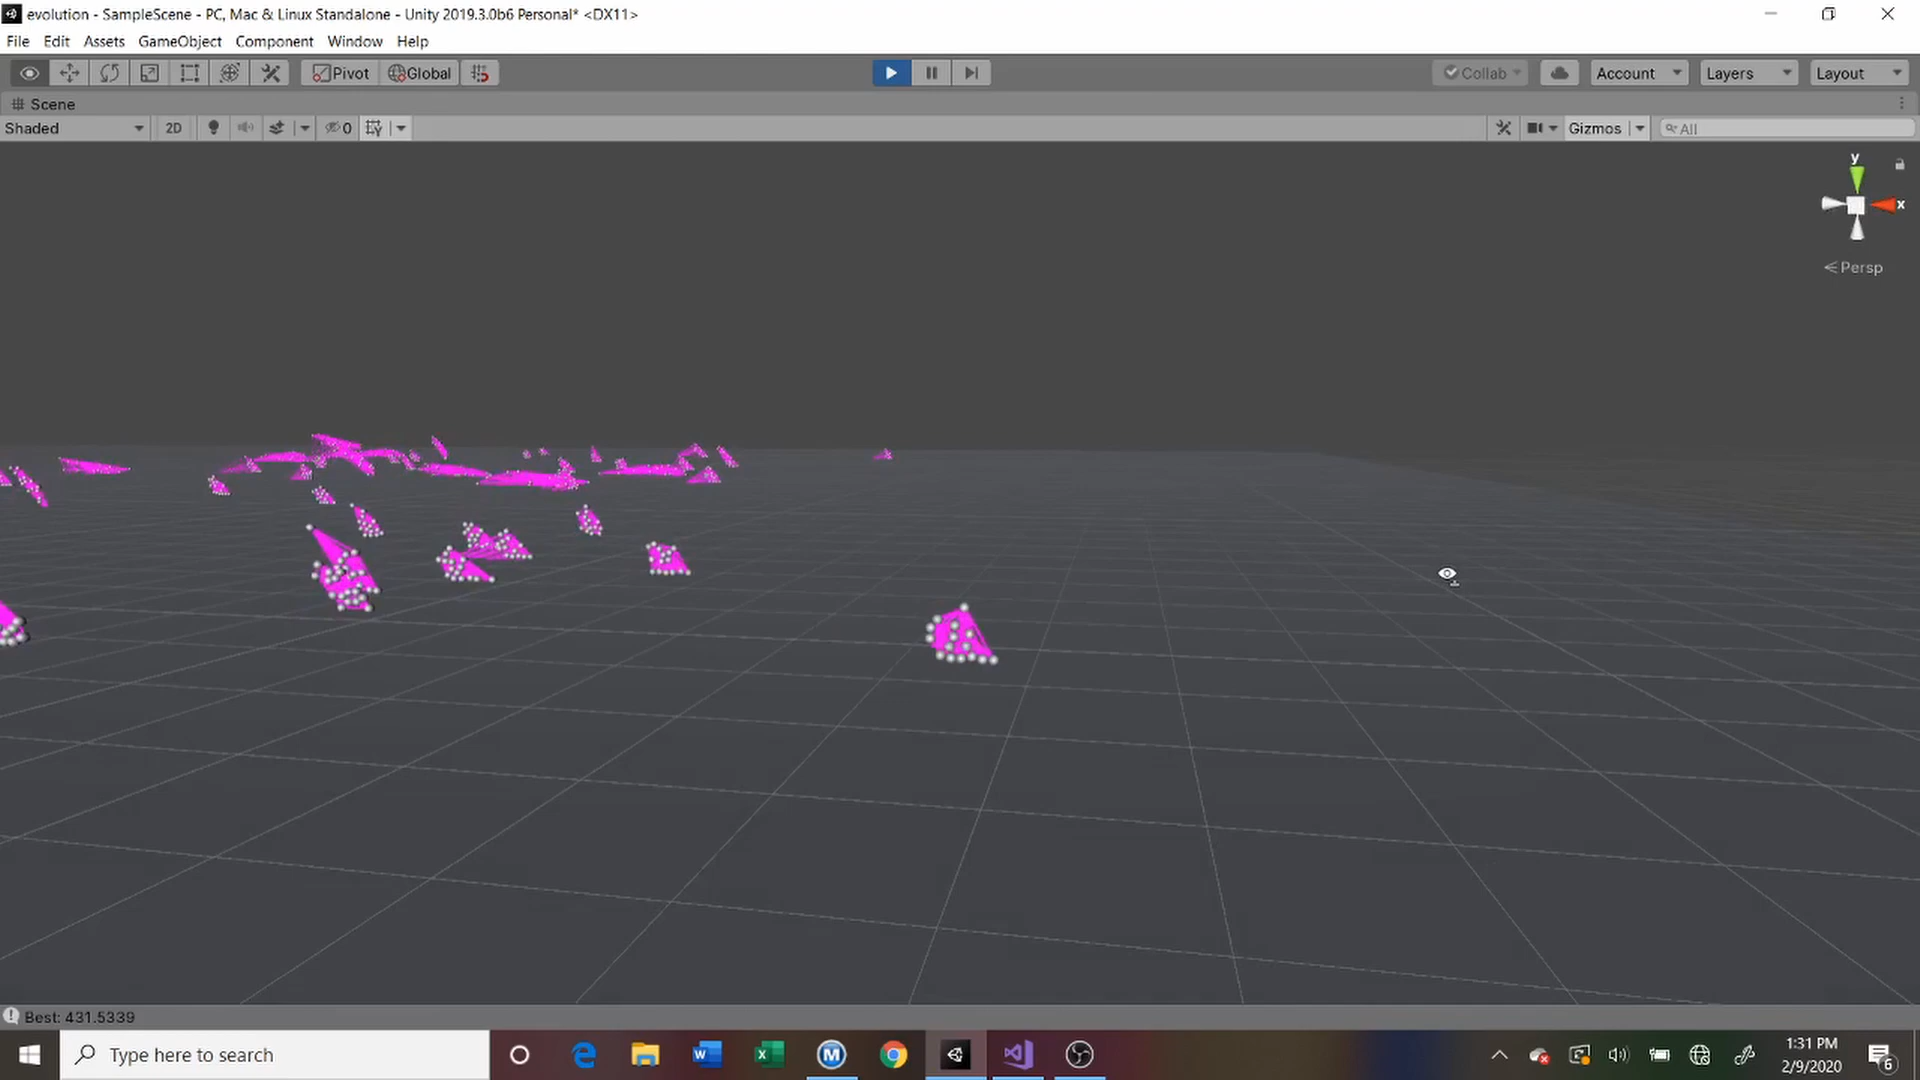 evolution - SampleScene - PC, Mac & Linux Standalone - Unity 2019.3.0b6 Personal* <DX11>
File Edit Assets GameObject Component Window Help
Pivot Global Collab Account Layers Layout
Scene
Shaded 2D 0 Gizmos All
y
x
Persp
Best: 431.5339
Type here to search
W X M
1:31 PM
2/9/2020
6